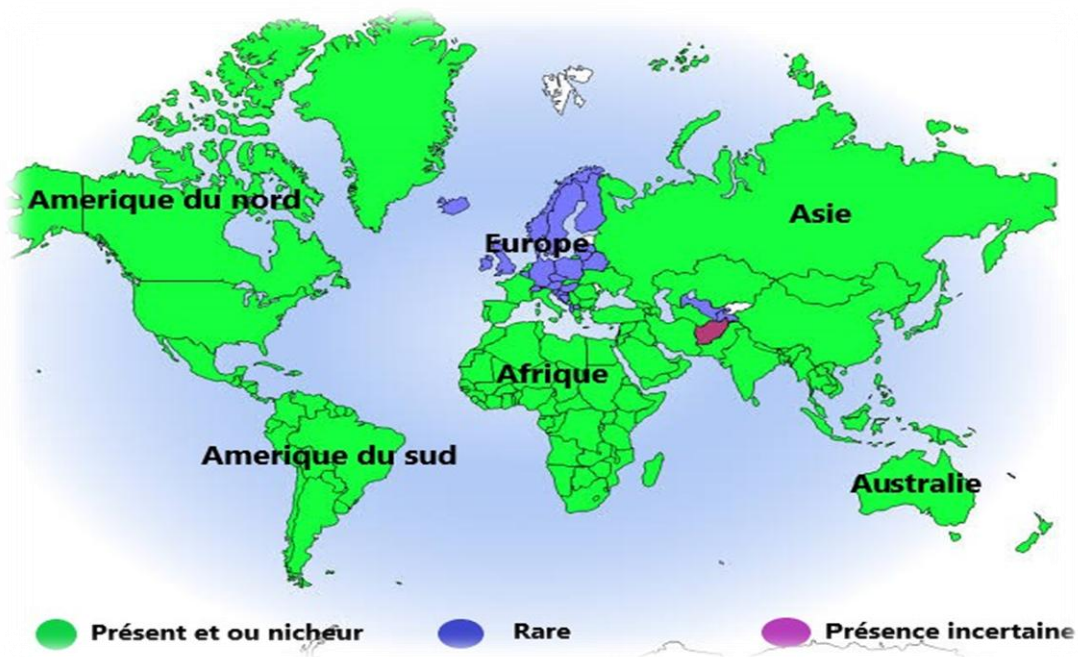 Amerique du nord
Asie
Europe
Afrique
Amerique du sud
Australie
Présent et ou nicheur
Rare
Présence incertaine